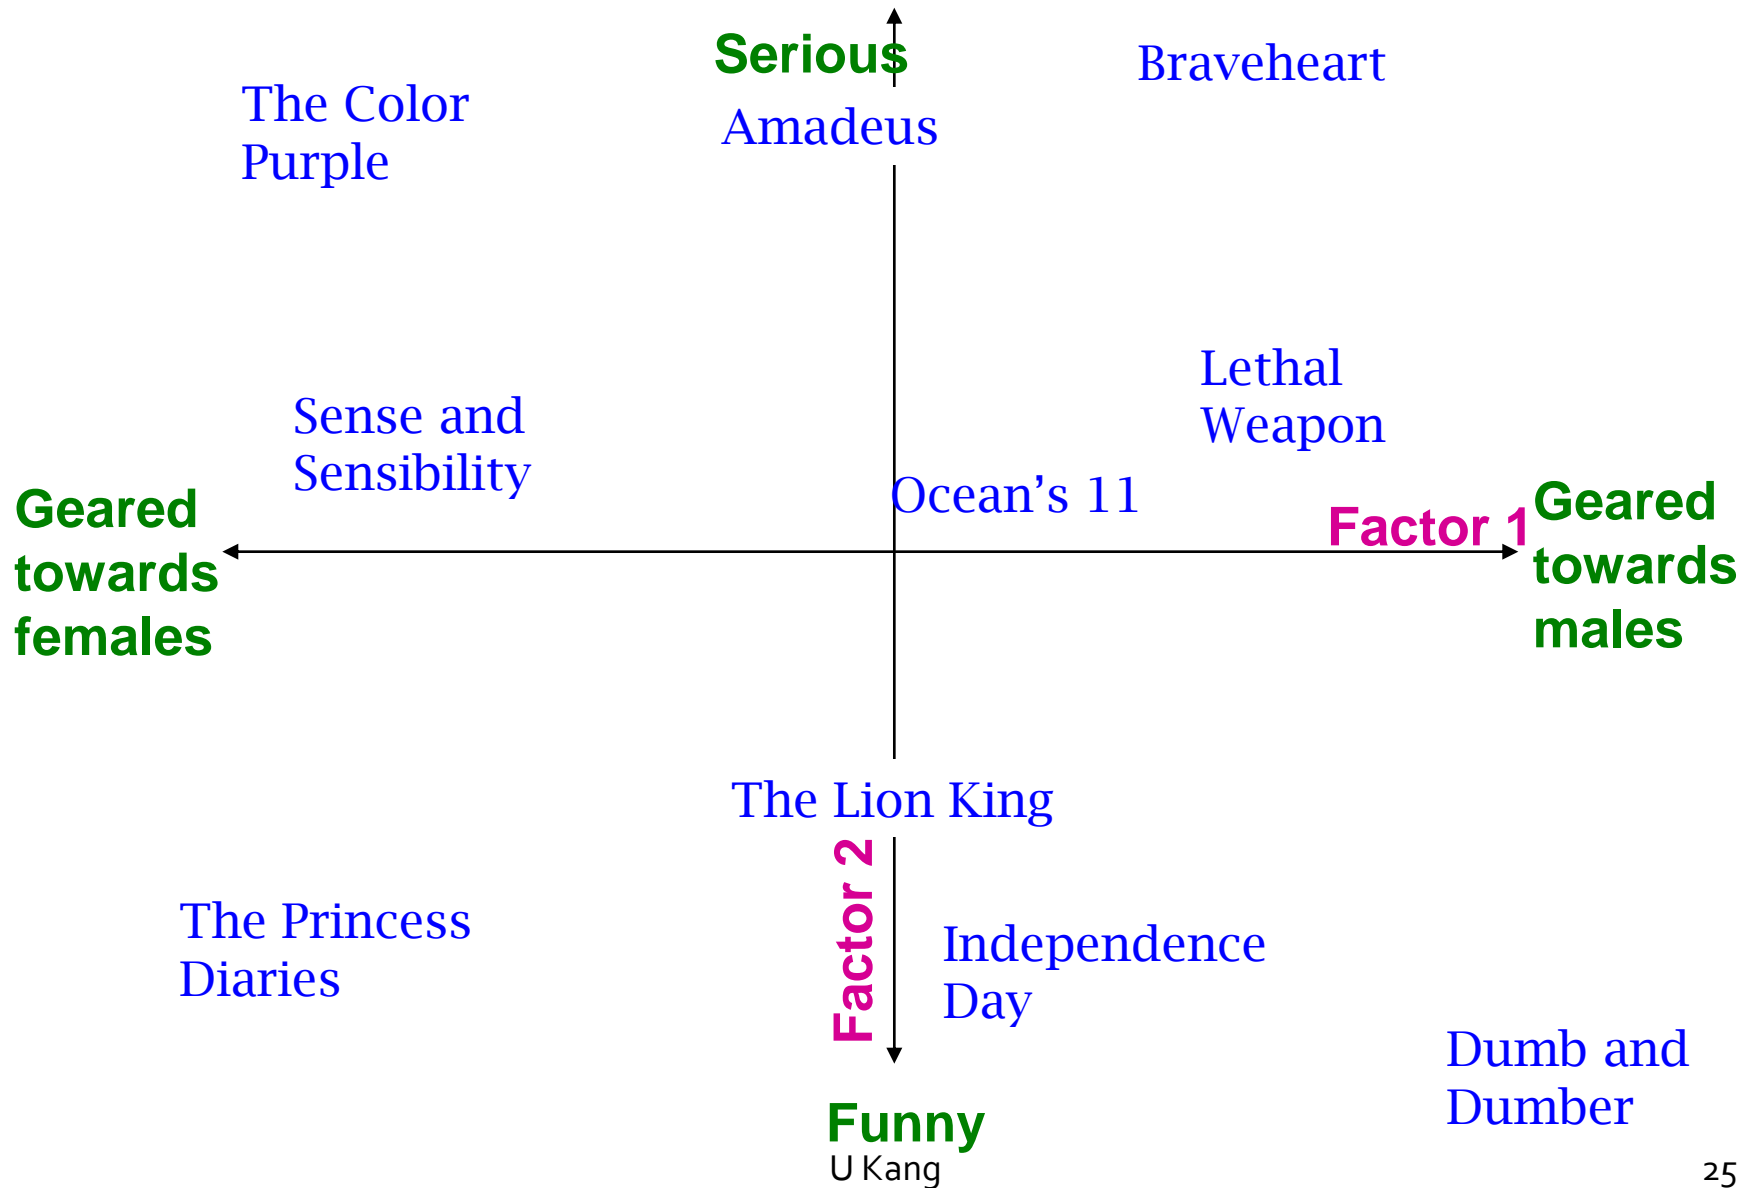 Serious
Braveheart
The Color
Purple
Amadeus
Lethal
Weapon
Sense and
Sensibility
Ocean’s 11
Geared
towards
females
Factor 1
Geared
towards
males
The Lion King
Factor 2
The Princess
Diaries
Independence
Day
Dumb and
Dumber
Funny
U Kang
25